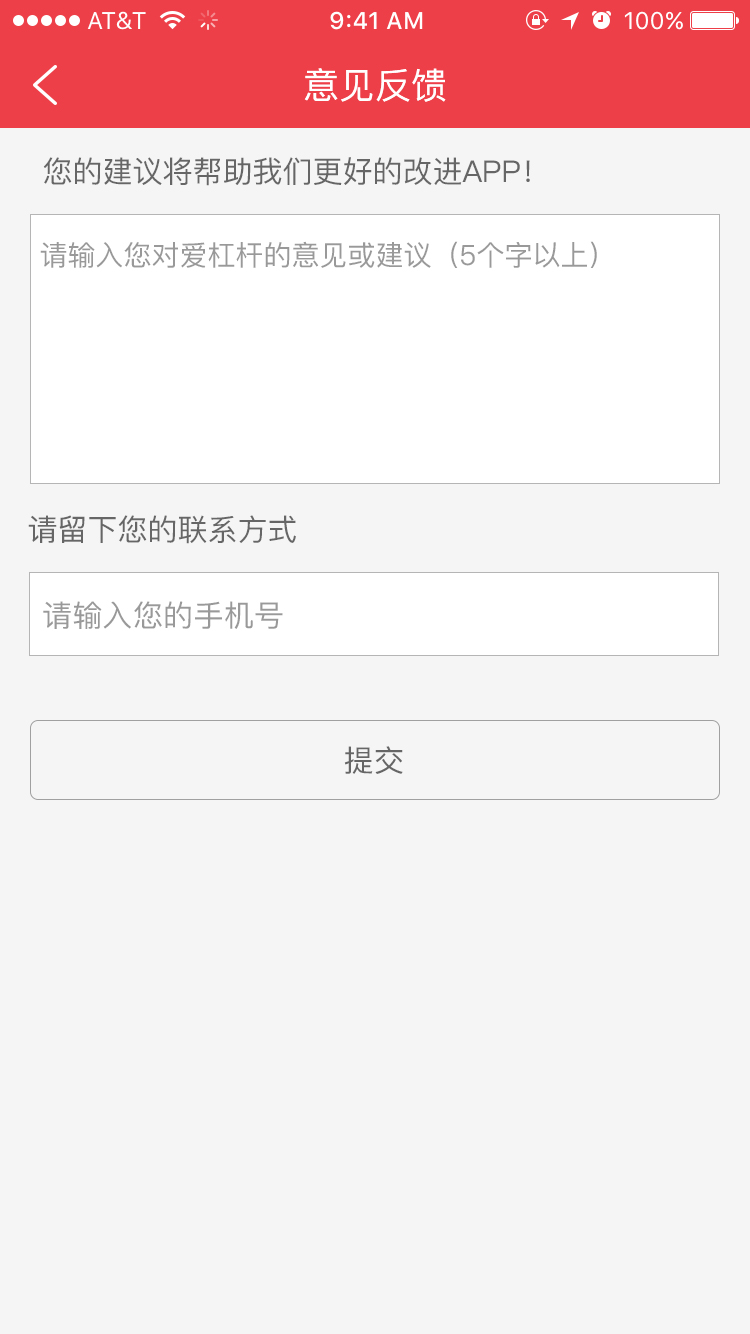 AT&T 9:41 AM 100%
意见反馈
您的建议将帮助我们更好的改进APP!
请输入您对爱杠杆的意见或建议（5个字以上）
请留下您的联系方式
请输入您的手机号
提交